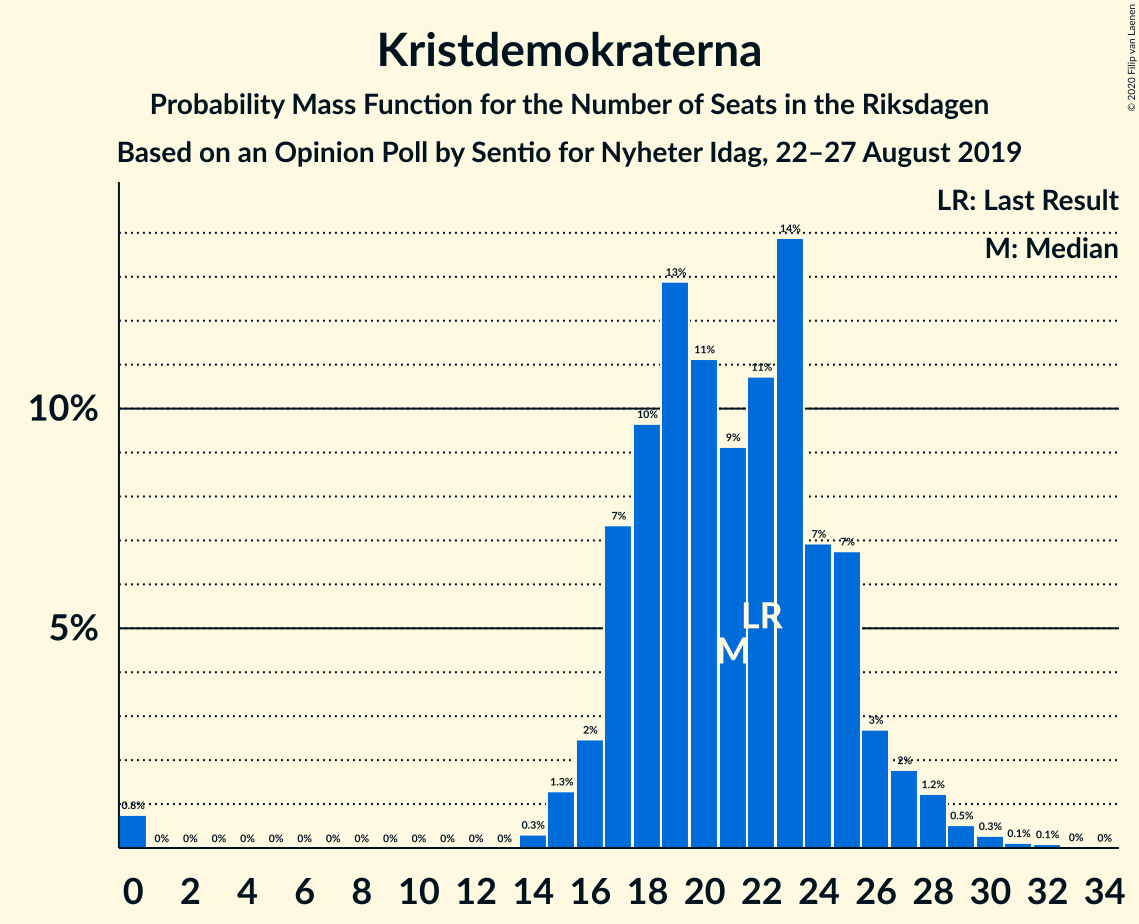 Kristdemokraterna
Probability Mass Function for the Number of Seats in the Riksdagen
Based on an Opinion Poll by Sentio for Nyheter Idag, 22–27 August 2019
© 2020 Filip van Laenen
LR: Last Result
M: Median
10%
5%
0.8% 0% 0% 0% 0% 0% 0% 0% 0% 0% 0% 0% 0% 0% 0.3% 1.3% 2% 7% 10% 13% 11% 9% 11% 14% 7% 7% 3% 2% 1.2% 0.5% 0.3% 0.1% 0.1% 0% 0%
LR
M
0 2 4 6 8 10 12 14 16 18 20 22 24 26 28 30 32 34